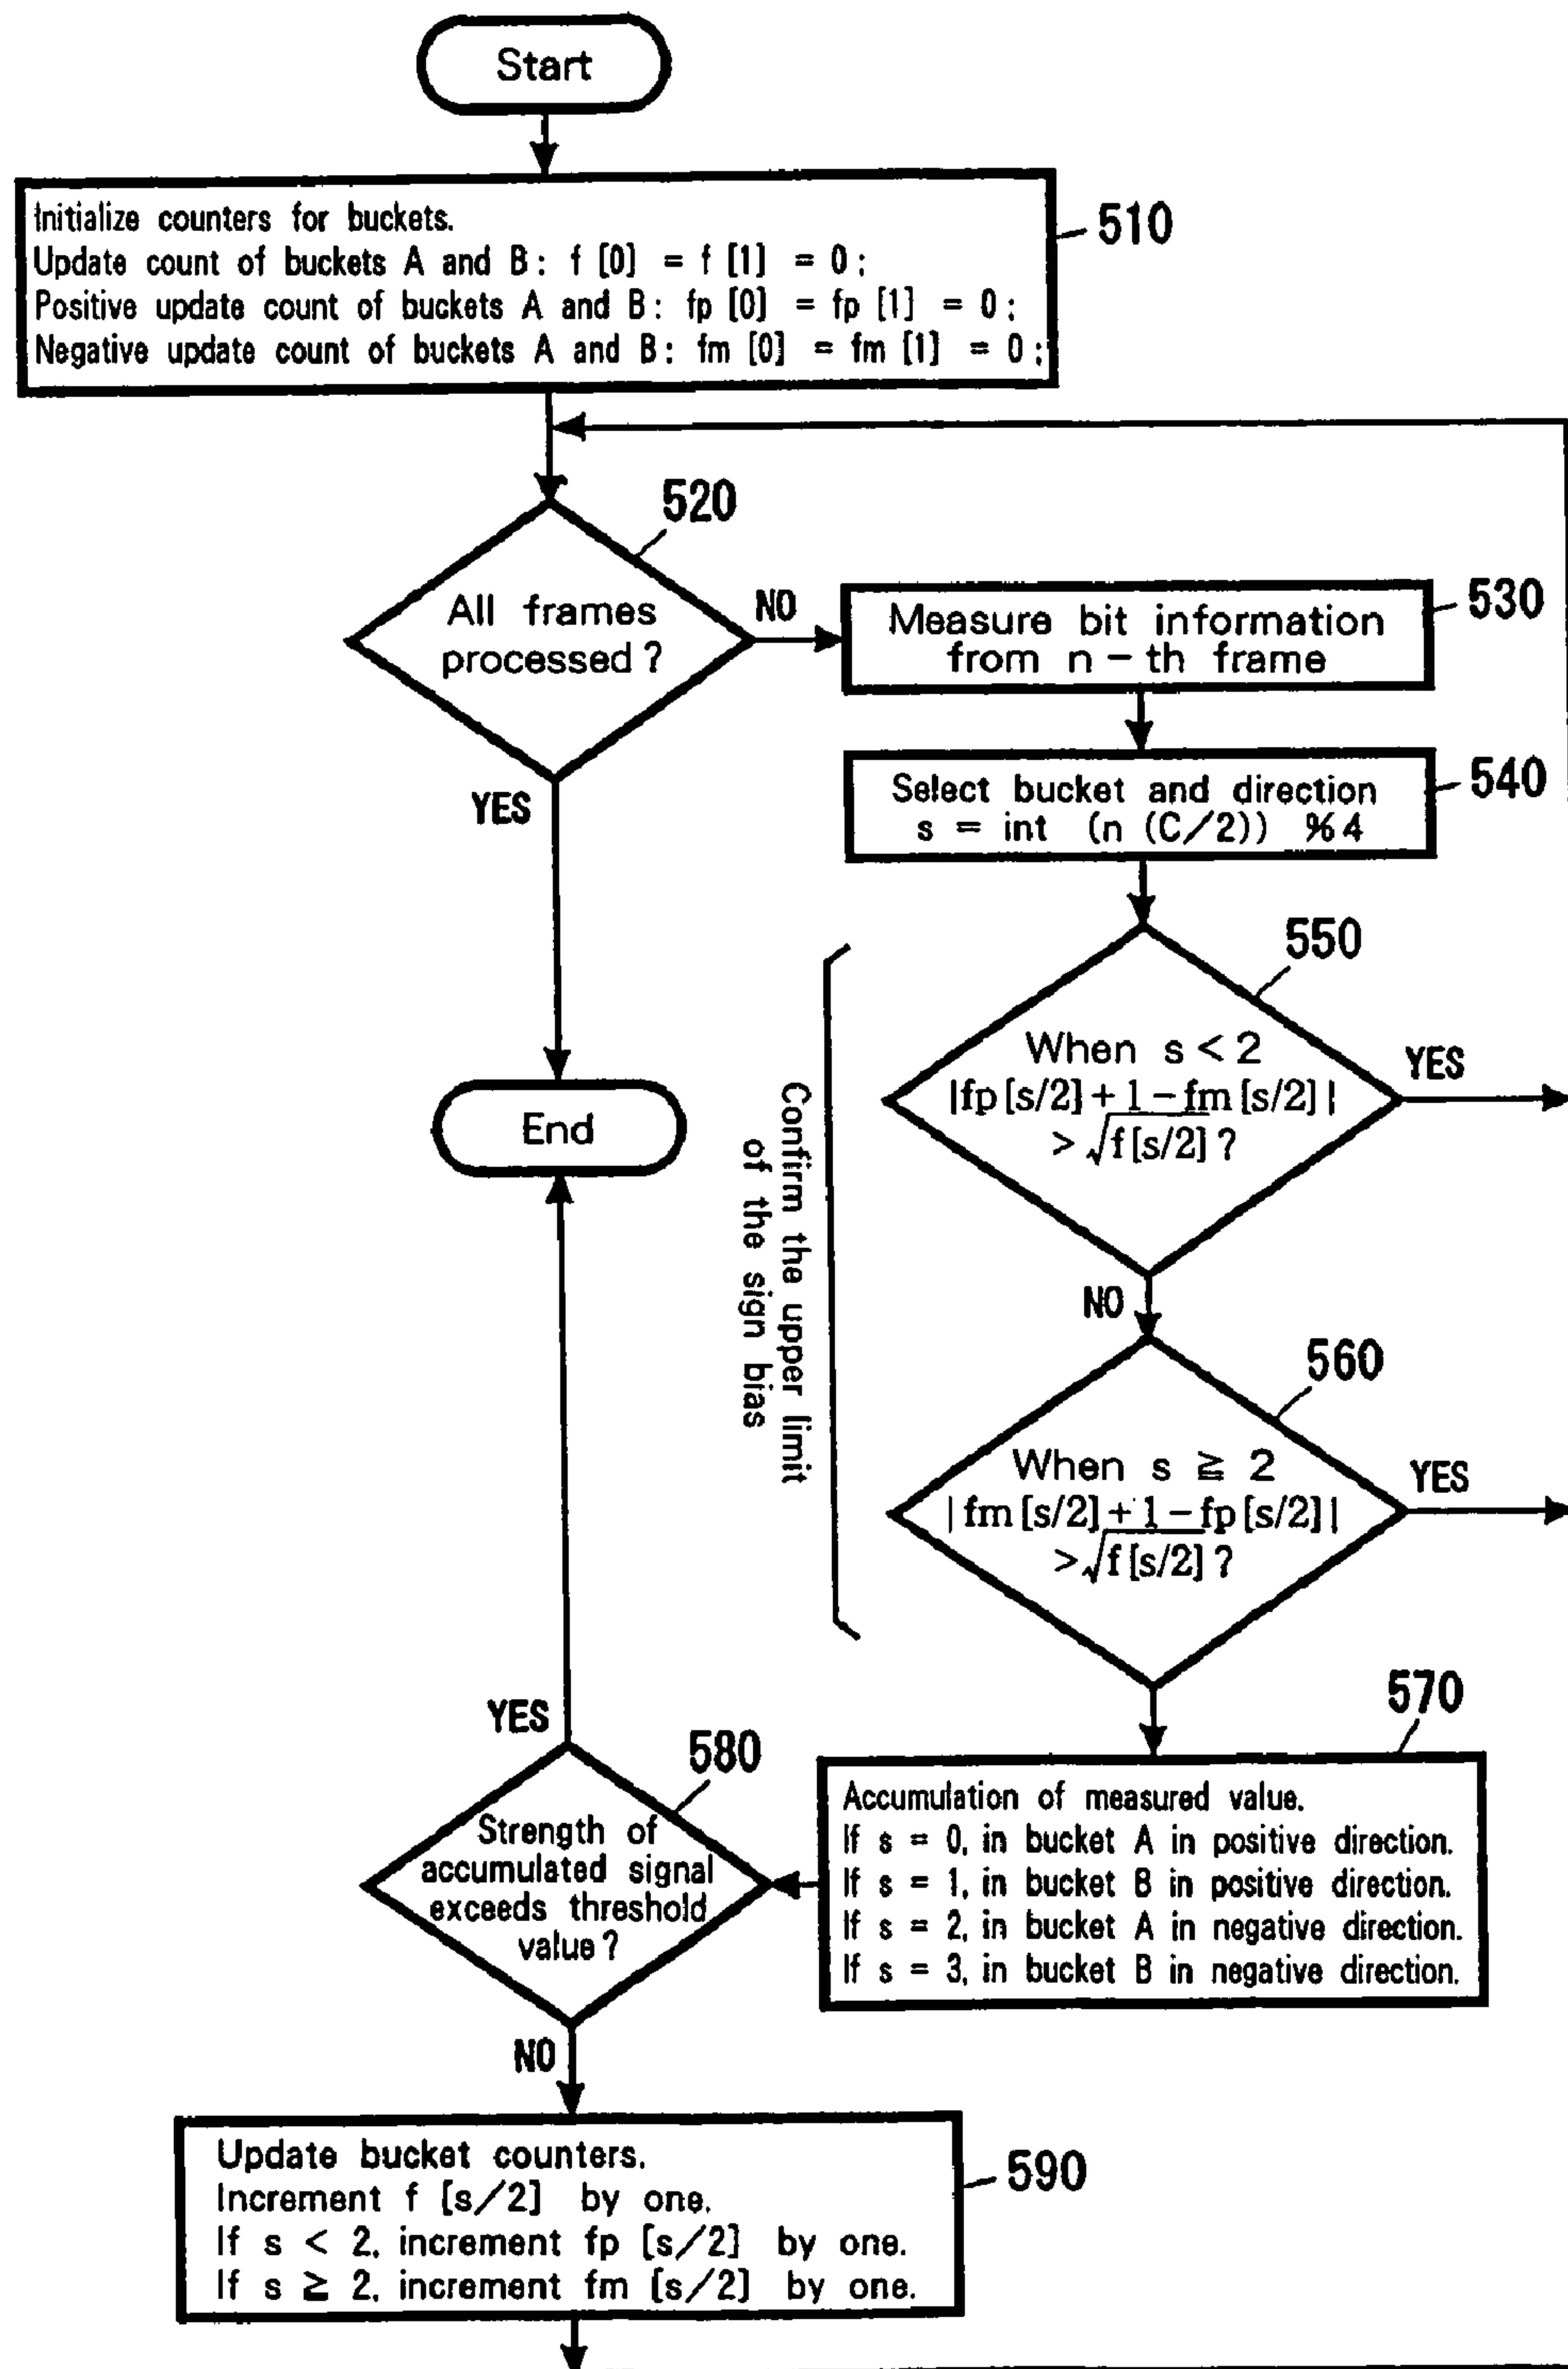 Start
Initialize counters for buckets.
Update count of buckets A and B: f [0] = f [1] = 0;
Positive update count of buckets A and B: fp [0] = fp [1] = 0;
Negative update count of buckets A and B: fm [0] = fm [1] = 0;
510
520
All frames
processed?
NO
YES
Measure bit information
from n-th frame
530
Select bucket and direction
s = int (n (C/2)) %4
540
550
When s < 2
|fp [s/2] + 1 - fm [s/2] |
> √f [s/2] ?
YES
NO
End
Confirm the upper limit
of the sign bias
560
When s ≧ 2
| fm [s/2] + 1 - fp [s/2] |
> √f [s/2] ?
YES
570
Accumulation of measured value.
If s = 0, in bucket A in positive direction.
If s = 1, in bucket B in positive direction.
If s = 2, in bucket A in negative direction.
If s = 3, in bucket B in negative direction.
YES
580
Strength of
accumulated signal
exceeds threshold
value?
NO
Update bucket counters.
Increment f [s/2] by one.
If s < 2, increment fp [s/2] by one.
If s ≧ 2, increment fm [s/2] by one.
590